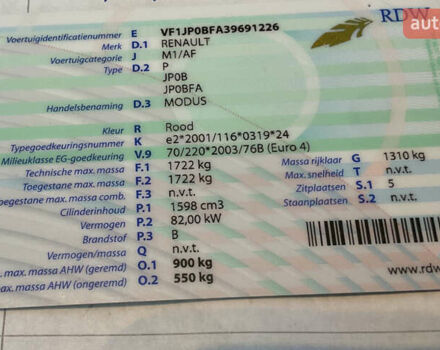 RDW
auto
Voertuigidentificatienummer E VF1JP0BFA39691226
Merk D.1 RENAULT
Voertuigcategorie J M1/AF
Type D.2 P
JP0B
JP0BFA
Handelsbenaming D.3 MODUS
Kleur R Rood
Typegoedkeuringsnummer K e2*2001/116*0319*24
Milieuklasse EG-goedkeuring V.9 70/220*2003/76B (Euro 4)
Technische max. massa F.1 1722 kg Massa rijklaar G 1310 kg
Toegestane max. massa F.2 1722 kg Max. snelheid T n.v.t.
Toegestane max. massa comb. F.3 n.v.t. Zitplaatsen S.1 5
Cilinderinhoud P.1 1598 cm3 Staanplaatsen S.2 n.v.t.
Vermogen P.2 82,00 kW
Brandstof P.3 B
Vermogen/massa Q n.v.t.
. max. massa AHW (geremd) O.1 900 kg
max. massa AHW (ongeremd) O.2 550 kg
www.rdw